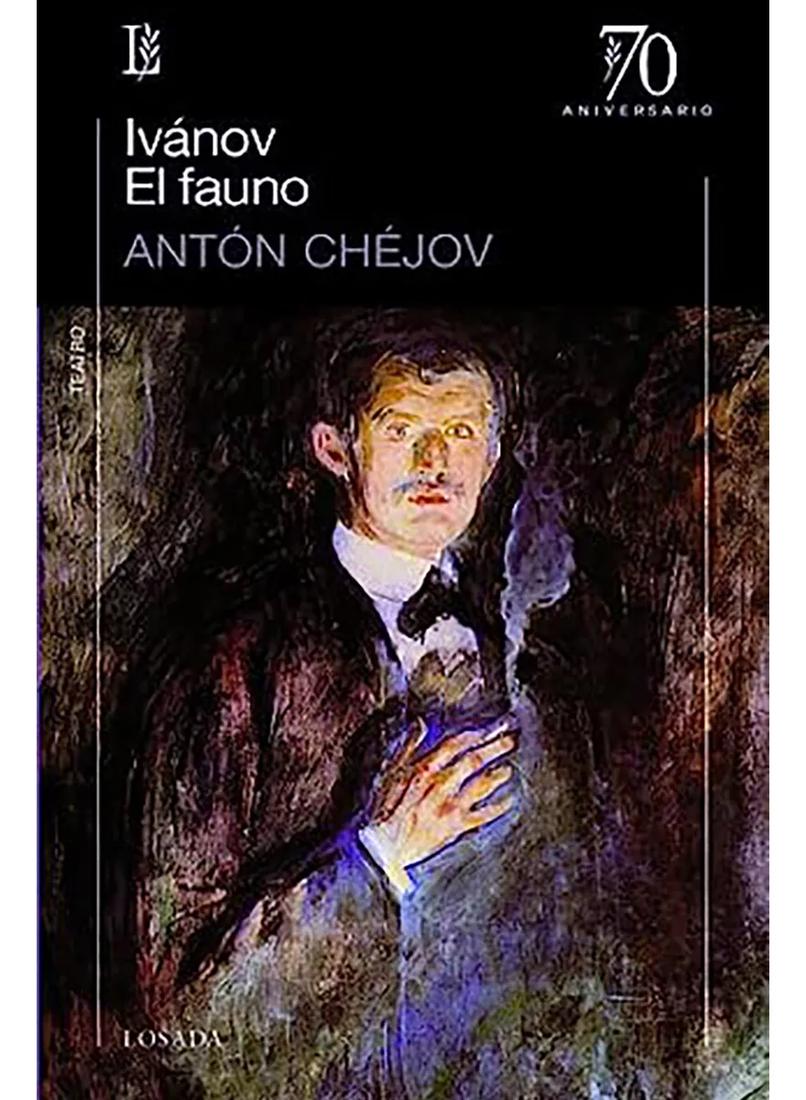 L
70
ANIVERSARIO
Ivánov
El fauno
ANTÓN CHÉJOV
TEATRO
LOSADA